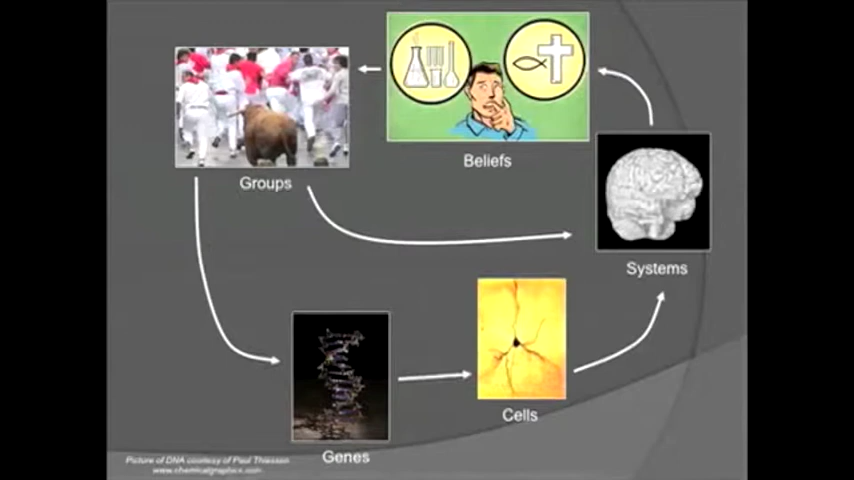 Beliefs
Groups
Systems
Cells
Genes
Picture of DNA courtesy of Paul Thiessen
www.chemicalgraphics.com